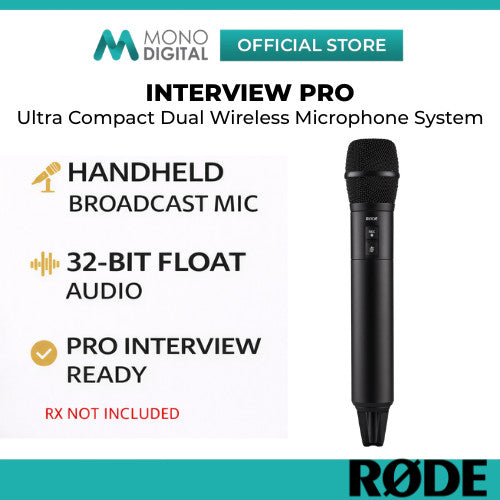 MONO
DIGITAL
OFFICIAL STORE
INTERVIEW PRO
Ultra Compact Dual Wireless Microphone System
HANDHELD
BROADCAST MIC
32-BIT FLOAT
AUDIO
PRO INTERVIEW
READY
RX NOT INCLUDED
RØDE
REC
RØDE